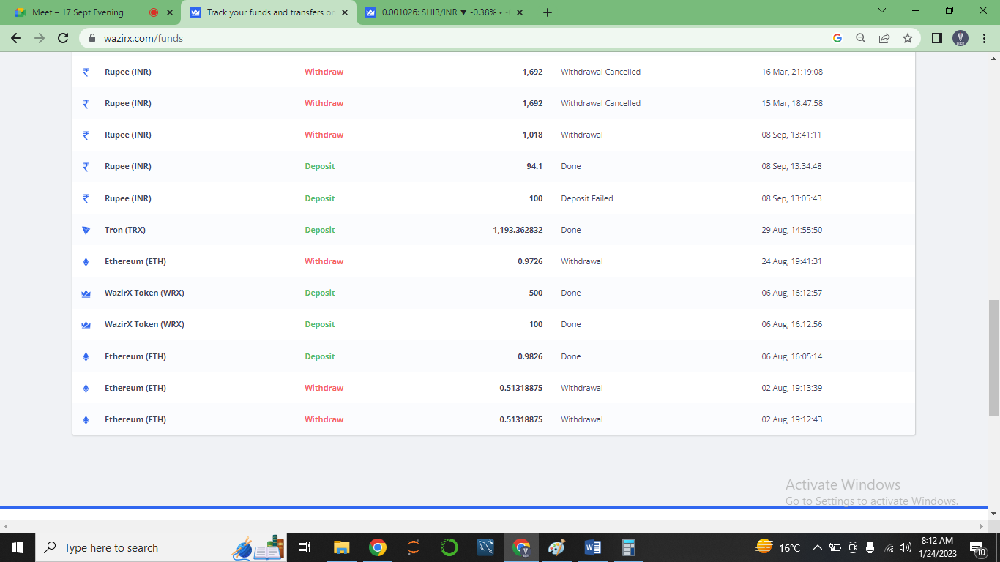 Meet – 17 Sept Evening
Track your funds and transfers on
0.001026: SHIB/INR ▼ -0.38% •
wazirx.com/funds
Rupee (INR) Withdraw 1,692 Withdrawal Cancelled 16 Mar, 21:19:08
Rupee (INR) Withdraw 1,692 Withdrawal Cancelled 15 Mar, 18:47:58
Rupee (INR) Withdraw 1,018 Withdrawal 08 Sep, 13:41:11
Rupee (INR) Deposit 94.1 Done 08 Sep, 13:34:48
Rupee (INR) Deposit 100 Deposit Failed 08 Sep, 13:05:43
Tron (TRX) Deposit 1,193.362832 Done 29 Aug, 14:55:50
Ethereum (ETH) Withdraw 0.9726 Withdrawal 24 Aug, 19:41:31
WazirX Token (WRX) Deposit 500 Done 06 Aug, 16:12:57
WazirX Token (WRX) Deposit 100 Done 06 Aug, 16:12:56
Ethereum (ETH) Deposit 0.9826 Done 06 Aug, 16:05:14
Ethereum (ETH) Withdraw 0.51318875 Withdrawal 02 Aug, 19:13:39
Ethereum (ETH) Withdraw 0.51318875 Withdrawal 02 Aug, 19:12:43
Activate Windows
Go to Settings to activate Windows.
Type here to search
16°C
8:12 AM
1/24/2023
10